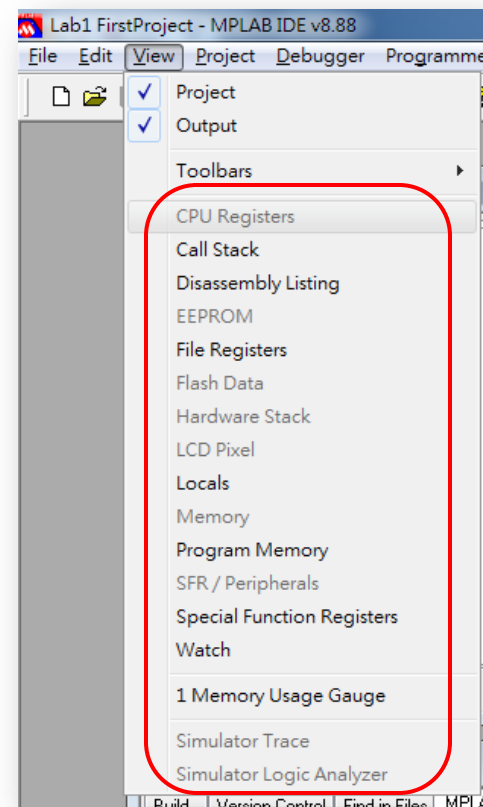 Lab1 FirstProject - MPLAB IDE v8.88
File Edit View Project Debugger Programme
Project
Output
Toolbars
CPU Registers
Call Stack
Disassembly Listing
EEPROM
File Registers
Flash Data
Hardware Stack
LCD Pixel
Locals
Memory
Program Memory
SFR / Peripherals
Special Function Registers
Watch
1 Memory Usage Gauge
Simulator Trace
Simulator Logic Analyzer
Build Version Control Find in Files MPLA